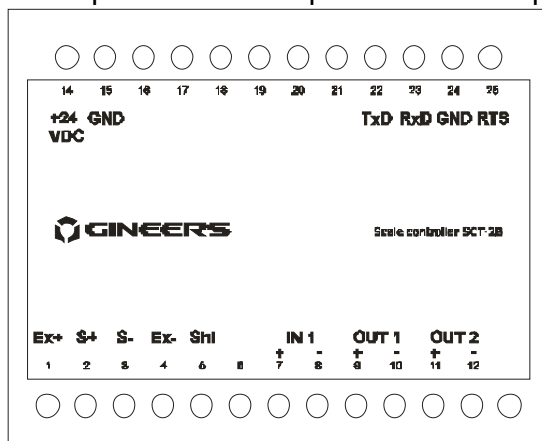 14 15 16 17 18 19 20 21 22 23 24 25
+24 GND TxD RxD GND RTS
VDC
GINEERS Scale controller SCT-2B
Ex+ S+ S- Ex- Shl IN 1 OUT 1 OUT 2
+ - + - + -
1 2 3 4 5 6 7 8 9 10 11 12